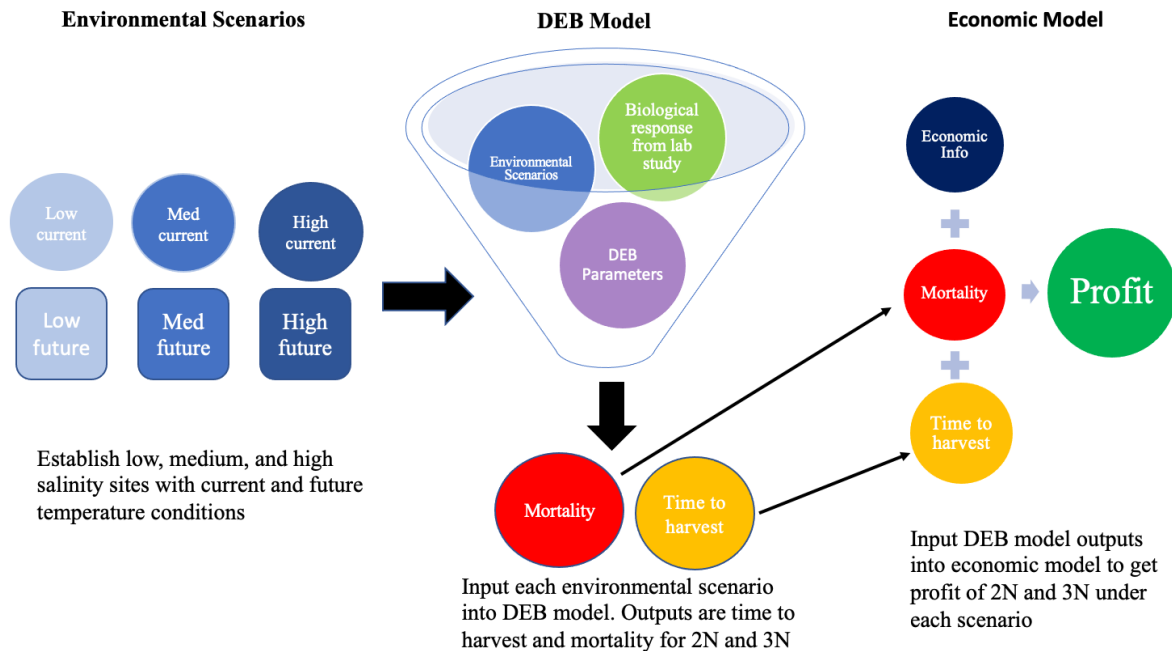 Environmental Scenarios
DEB Model
Economic Model
Low
current
Med
current
High
current
Low
future
Med
future
High
future
Establish low, medium, and high
salinity sites with current and future
temperature conditions
Environmental
Scenarios
Biological
response
from lab
study
DEB
Parameters
Mortality
Time to
harvest
Input each environmental scenario
into DEB model. Outputs are time to
harvest and mortality for 2N and 3N
Economic
Info
Mortality
Time to
harvest
Profit
Input DEB model outputs
into economic model to get
profit of 2N and 3N under
each scenario